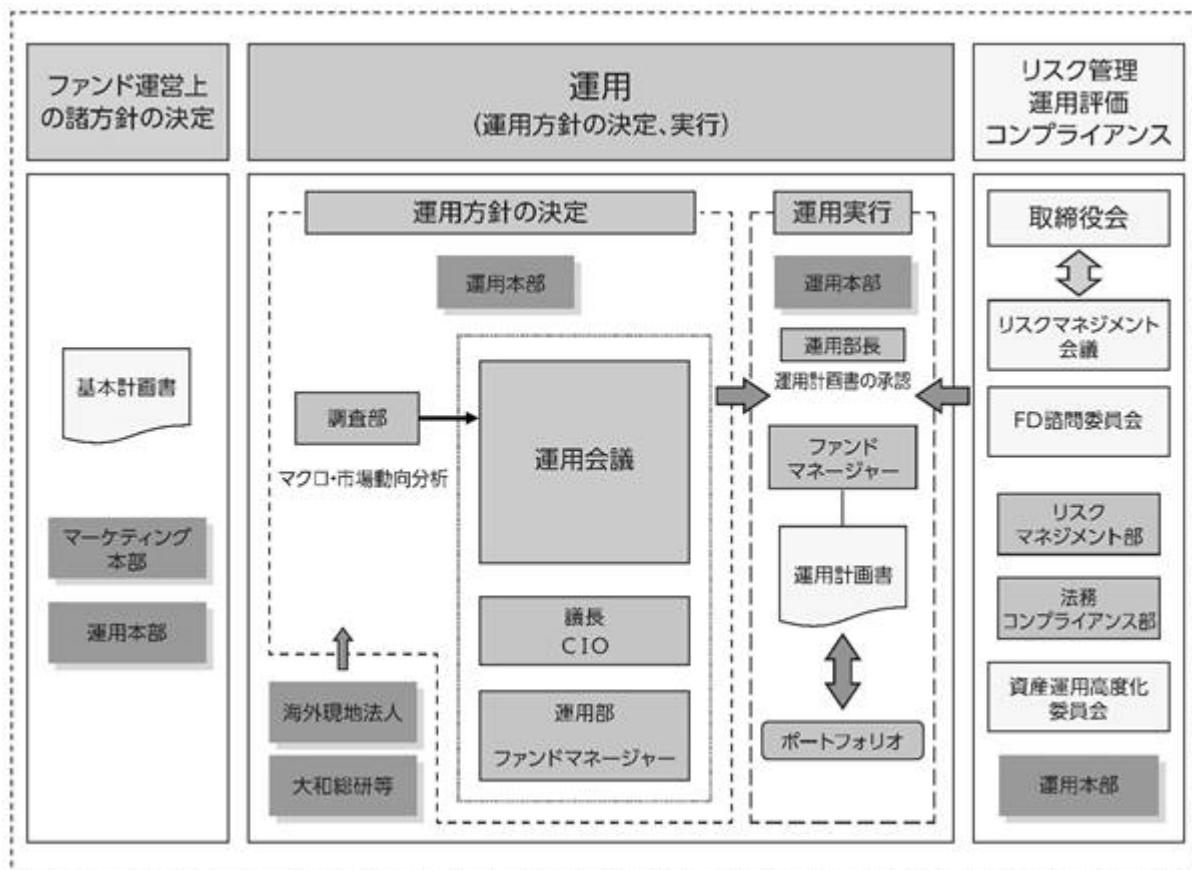 ファンド運営上
の諸方針の決定
運用
(運用方針の決定、実行)
リスク管理
運用評価
コンプライアンス
基本計画書
マーケティング
本部
運用本部
運用方針の決定
運用本部
調査部
マクロ・市場動向分析
運用会議
議長
CIO
運用部
ファンドマネージャー
海外現地法人
大和総研等
運用実行
運用本部
運用部長
運用計画書の承認
ファンド
マネージャー
運用計画書
ポートフォリオ
取締役会
リスクマネジメント
会議
FD諮問委員会
リスク
マネジメント部
法務
コンプライアンス部
資産運用高度化
委員会
運用本部